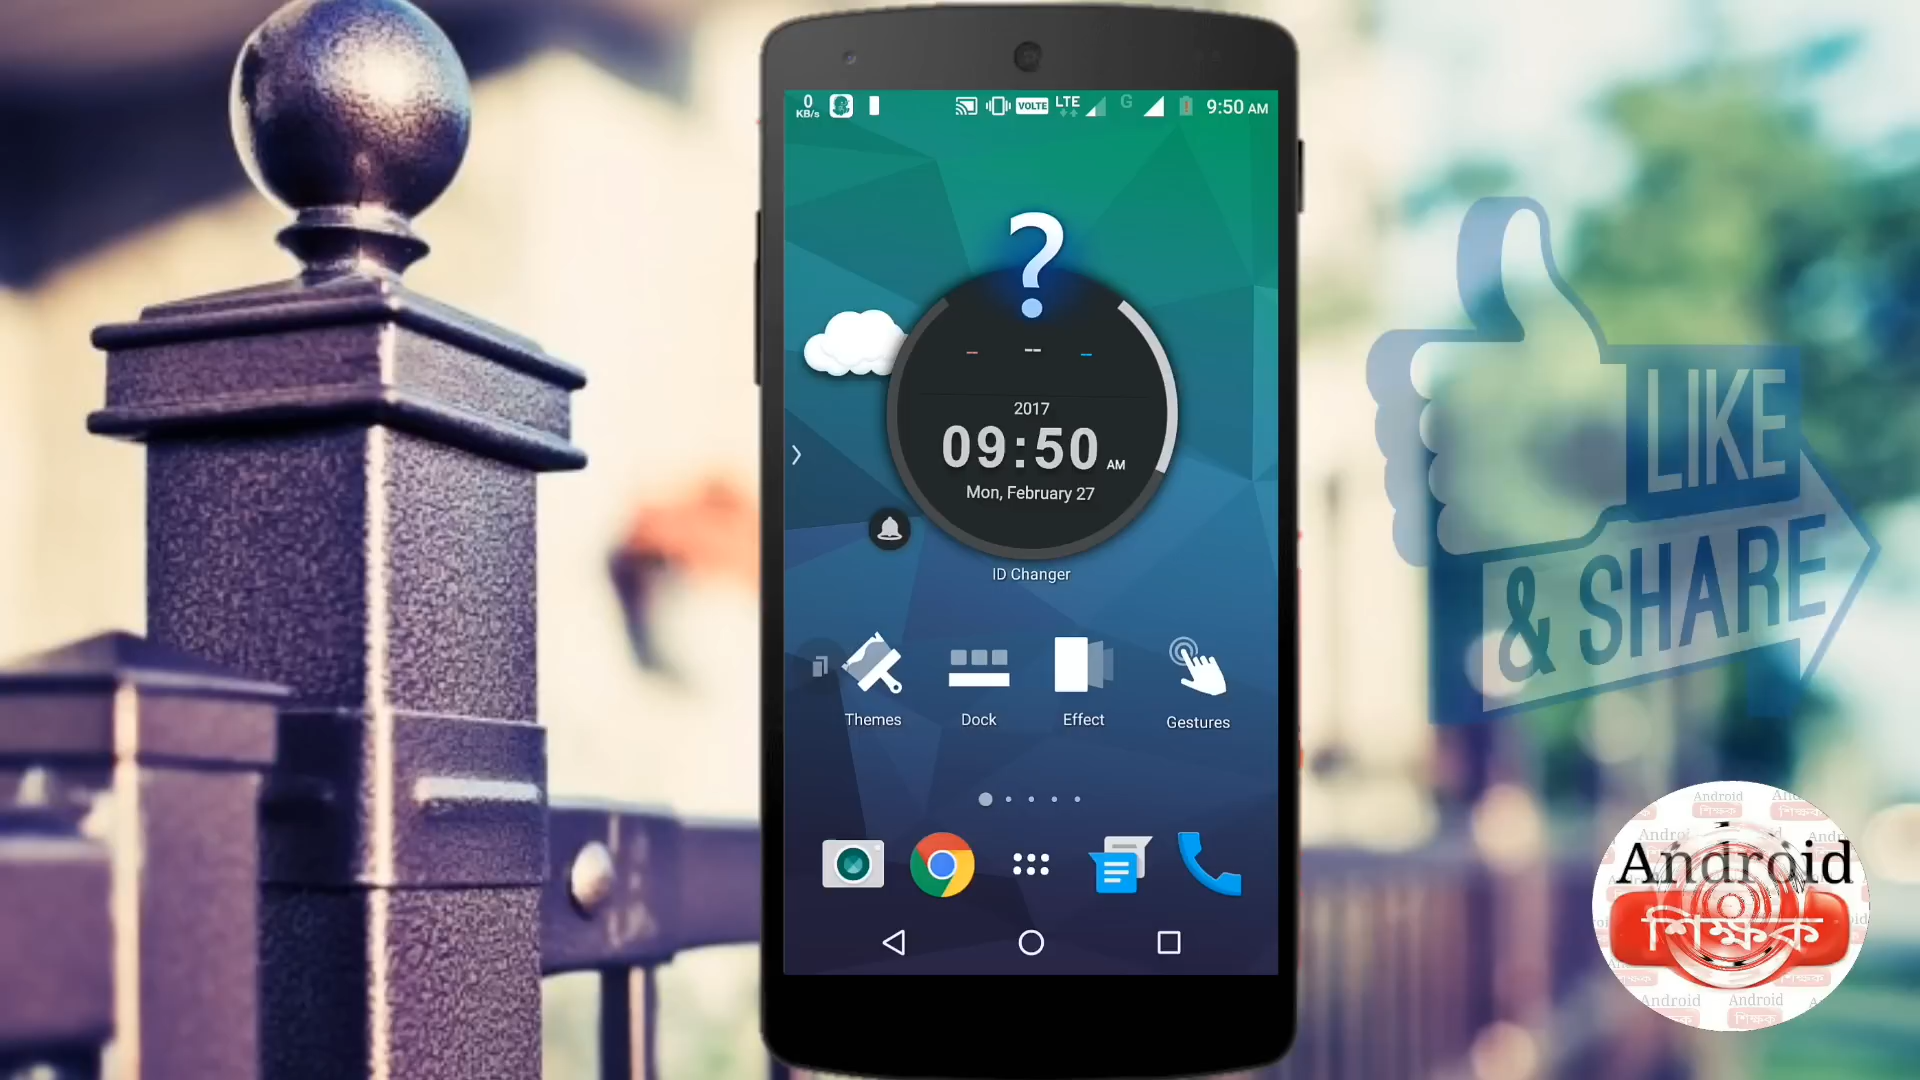 0
KB/s
VOLTE
LTE
G
9:50 AM
?
-- -- --
2017
09:50 AM
Mon, February 27
ID Changer
Themes
Dock
Effect
Gestures
LIKE
& SHARE
Android
শিক্ষক